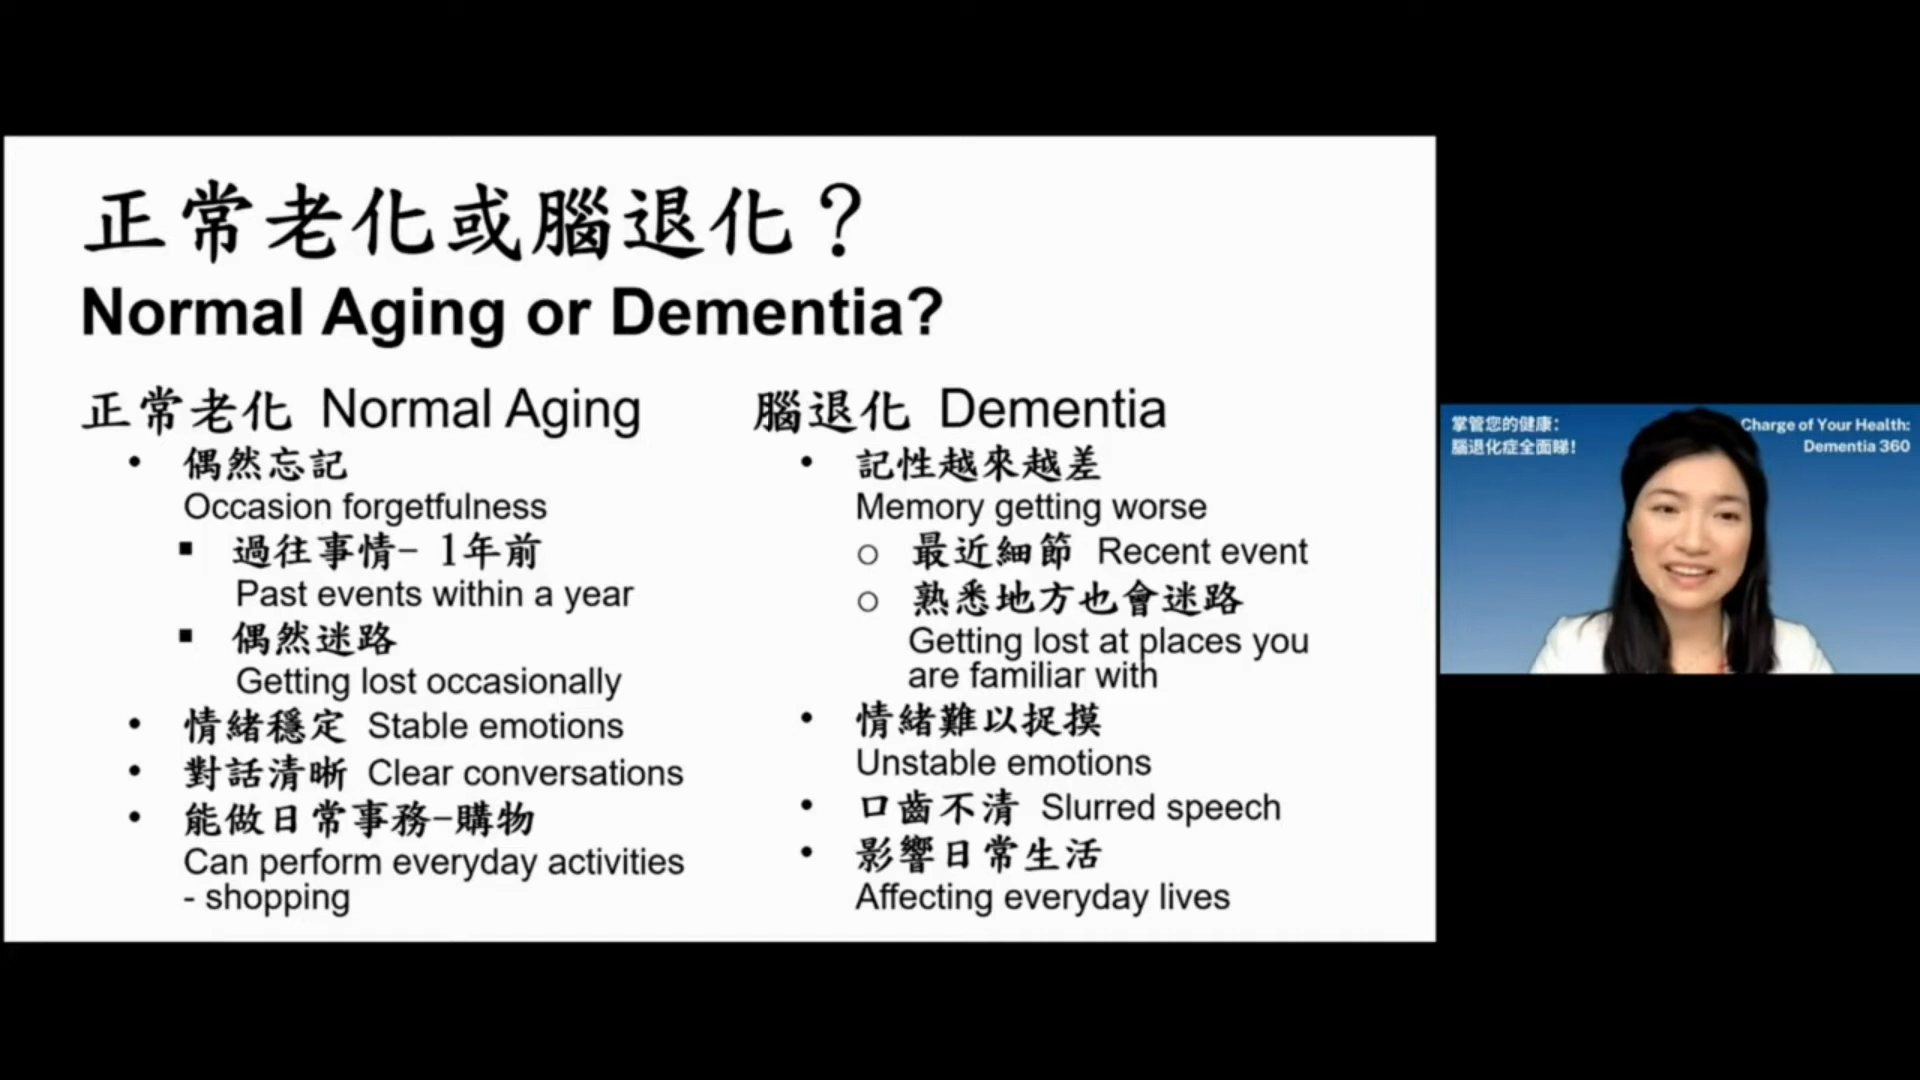 正常老化或腦退化？
Normal Aging or Dementia?
正常老化 Normal Aging
• 偶然忘記
Occasion forgetfulness
▪ 過往事情- 1年前
Past events within a year
▪ 偶然迷路
Getting lost occasionally
• 情緒穩定 Stable emotions
• 對話清晰 Clear conversations
• 能做日常事務-購物
Can perform everyday activities
- shopping
腦退化 Dementia
• 記性越來越差
Memory getting worse
○ 最近細節 Recent event
○ 熟悉地方也會迷路
Getting lost at places you
are familiar with
• 情緒難以捉摸
Unstable emotions
• 口齒不清 Slurred speech
• 影響日常生活
Affecting everyday lives
掌管您的健康：
腦退化症全面睇！
Charge of Your Health:
Dementia 360